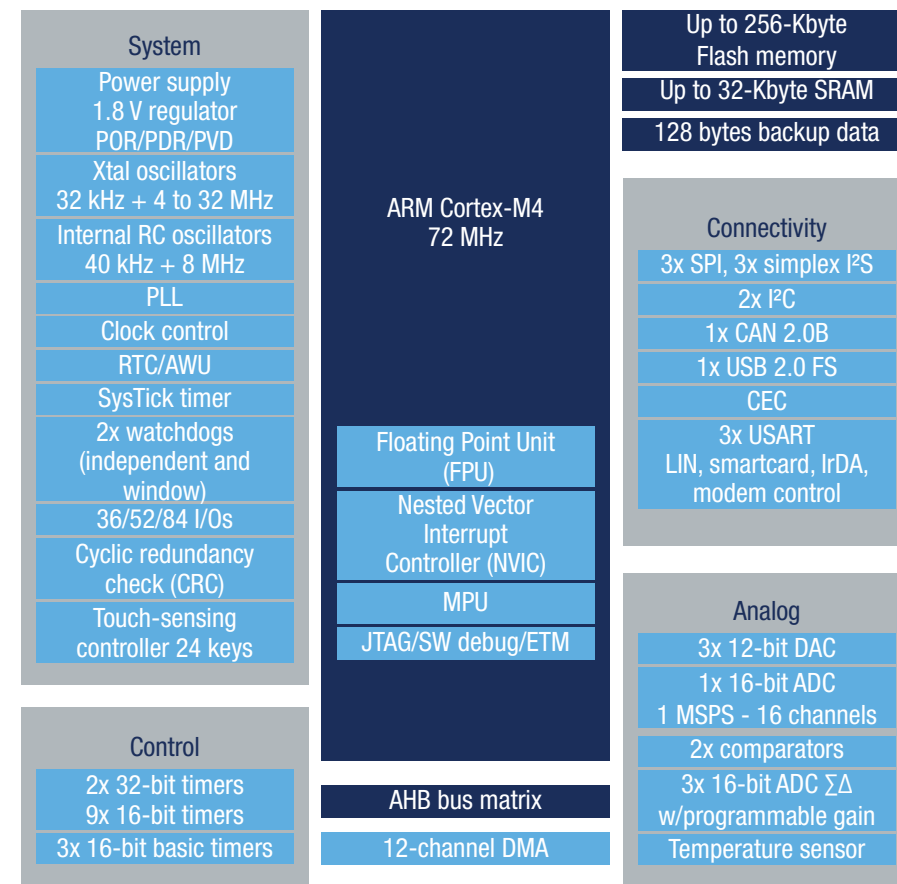 System
Power supply
1.8 V regulator
POR/PDR/PVD
Xtal oscillators
32 kHz + 4 to 32 MHz
Internal RC oscillators
40 kHz + 8 MHz
PLL
Clock control
RTC/AWU
SysTick timer
2x watchdogs
(independent and
window)
36/52/84 I/Os
Cyclic redundancy
check (CRC)
Touch-sensing
controller 24 keys
Control
2x 32-bit timers
9x 16-bit timers
3x 16-bit basic timers
ARM Cortex-M4
72 MHz
Floating Point Unit
(FPU)
Nested Vector
Interrupt
Controller (NVIC)
MPU
JTAG/SW debug/ETM
AHB bus matrix
12-channel DMA
Up to 256-Kbyte
Flash memory
Up to 32-Kbyte SRAM
128 bytes backup data
Connectivity
3x SPI, 3x simplex I²S
2x I²C
1x CAN 2.0B
1x USB 2.0 FS
CEC
3x USART
LIN, smartcard, IrDA,
modem control
Analog
3x 12-bit DAC
1x 16-bit ADC
1 MSPS - 16 channels
2x comparators
3x 16-bit ADC ∑Δ
w/programmable gain
Temperature sensor